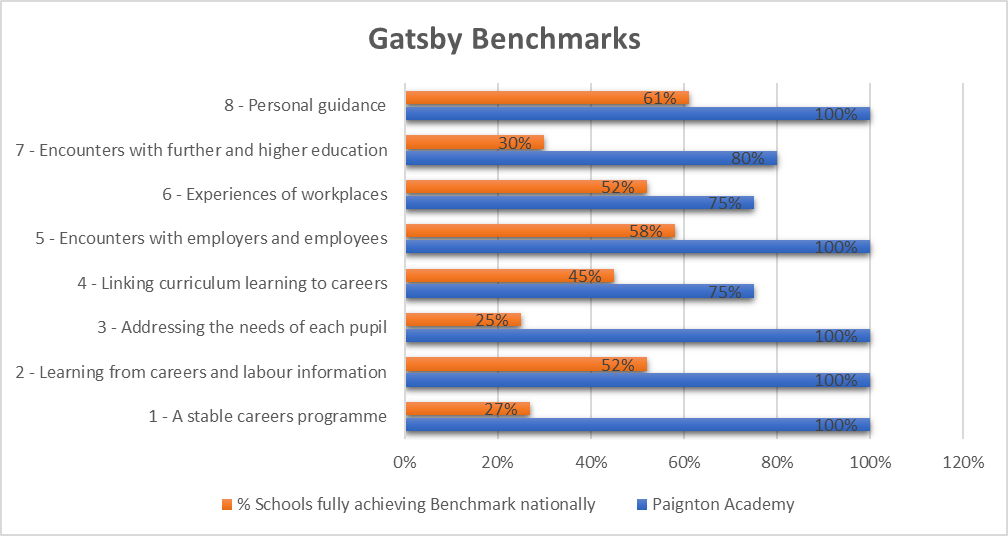 Gatsby Benchmarks
8 - Personal guidance
61%
100%
7 - Encounters with further and higher education
30%
80%
6 - Experiences of workplaces
52%
75%
5 - Encounters with employers and employees
58%
100%
4 - Linking curriculum learning to careers
45%
75%
3 - Addressing the needs of each pupil
25%
100%
2 - Learning from careers and labour information
52%
100%
1 - A stable careers programme
27%
100%
0% 20% 40% 60% 80% 100% 120%
% Schools fully achieving Benchmark nationally Paignton Academy